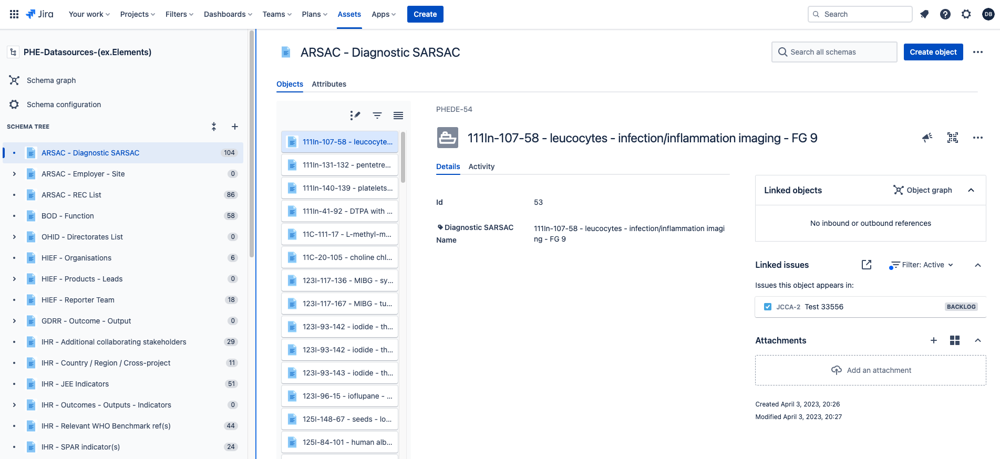 Jira
Your work
Projects
Filters
Dashboards
Teams
Plans
Assets
Apps
Create
Search
DB
PHE-Datasources-(ex.Elements)
Schema graph
Schema configuration
SCHEMA TREE
ARSAC - Diagnostic SARSAC 104
ARSAC - Employer - Site 0
ARSAC - REC List 86
BOD - Function 58
OHID - Directorates List 0
HIEF - Organisations 6
HIEF - Products - Leads 0
HIEF - Reporter Team 18
GDRR - Outcome - Output 0
IHR - Additional collaborating stakeholders 29
IHR - Country / Region / Cross-project 11
IHR - JEE Indicators 51
IHR - Outcomes - Outputs - Indicators 0
IHR - Relevant WHO Benchmark ref(s) 44
IHR - SPAR indicator(s) 24
ARSAC - Diagnostic SARSAC
Search all schemas
Create object
Objects
Attributes
111In-107-58 - leucocyte...
111In-131-132 - pentetre...
111In-140-139 - platelets...
111In-41-92 - DTPA with ...
11C-111-17 - L-methyl-m...
11C-20-105 - choline chl...
123I-117-136 - MIBG - sy...
123I-117-167 - MIBG - tu...
123I-93-142 - iodide - th...
123I-93-142 - iodide - th...
123I-93-143 - iodide - th...
123I-96-15 - ioflupane - ...
125I-148-67 - seeds - lo...
125I-84-101 - human alb...
PHEDE-54
111In-107-58 - leucocytes - infection/inflammation imaging - FG 9
Details
Activity
Id 53
Diagnostic SARSAC
Name
111In-107-58 - leucocytes - infection/inflammation imagi
ng - FG 9
Linked objects
Object graph
No inbound or outbound references
Linked issues
Filter: Active
Issues this object appears in:
JCCA-2 Test 33556 BACKLOG
Attachments
Add an attachment
Created April 3, 2023, 20:26
Modified April 3, 2023, 20:27